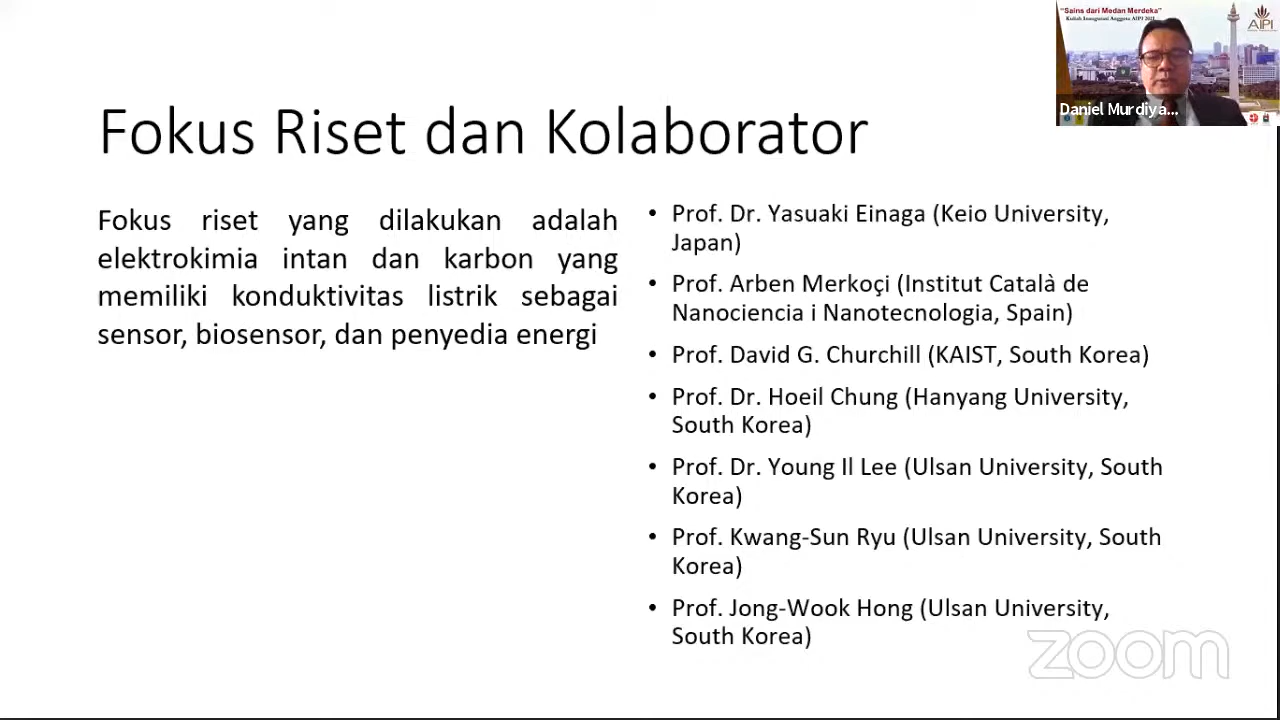 "Sains dari Medan Merdeka"
Kuliah Inaugurasi Anggota AIPI 2021
AIPI
Daniel Murdiya...
Fokus Riset dan Kolaborator
Fokus riset yang dilakukan adalah
elektrokimia intan dan karbon yang
memiliki konduktivitas listrik sebagai
sensor, biosensor, dan penyedia energi
• Prof. Dr. Yasuaki Einaga (Keio University,
Japan)
• Prof. Arben Merkoçi (Institut Català de
Nanociencia i Nanotecnologia, Spain)
• Prof. David G. Churchill (KAIST, South Korea)
• Prof. Dr. Hoeil Chung (Hanyang University,
South Korea)
• Prof. Dr. Young Il Lee (Ulsan University, South
Korea)
• Prof. Kwang-Sun Ryu (Ulsan University, South
Korea)
• Prof. Jong-Wook Hong (Ulsan University,
South Korea)
zoom